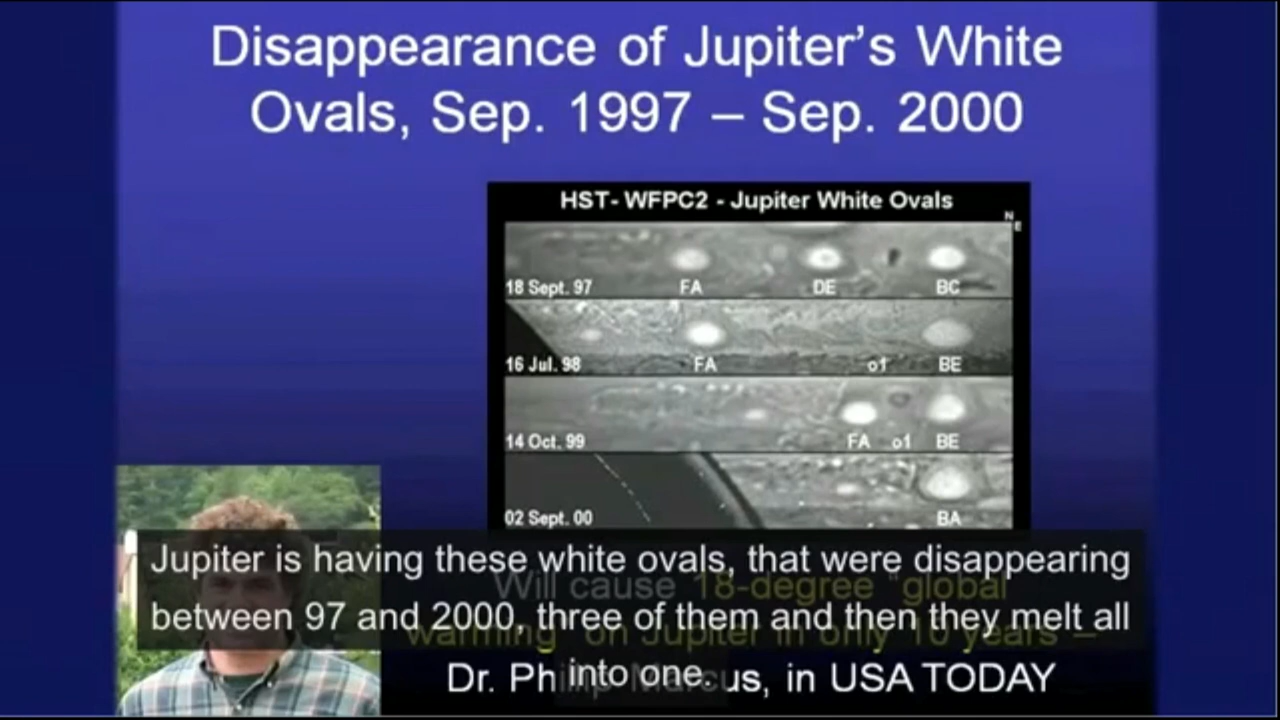 Disappearance of Jupiter's White
Ovals, Sep. 1997 – Sep. 2000
HST- WFPC2 - Jupiter White Ovals
N
E
18 Sept. 97 FA DE BC
16 Jul. 98 FA o1 BE
14 Oct. 99 FA o1 BE
02 Sept. 00 BA
Will cause 18-degree "global
warming" on Jupiter in only 10 years –
Dr. Philip Marcus, in USA TODAY
Jupiter is having these white ovals, that were disappearing
between 97 and 2000, three of them and then they melt all
into one.